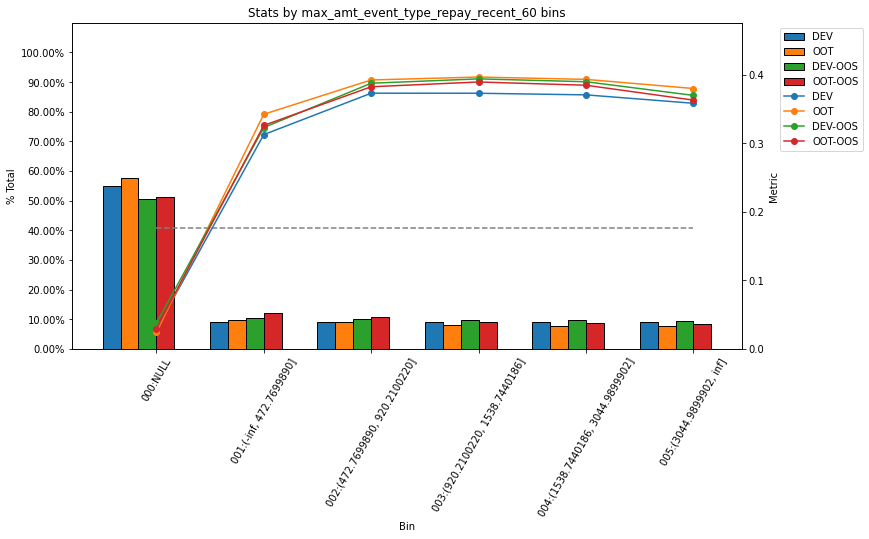 Stats by max_amt_event_type_repay_recent_60 bins
100.00%
90.00%
80.00%
70.00%
60.00%
50.00%
40.00%
30.00%
20.00%
10.00%
0.00%
% Total
0.4
0.3
0.2
0.1
0.0
Metric
DEV
OOT
DEV-OOS
OOT-OOS
DEV
OOT
DEV-OOS
OOT-OOS
000:NULL
001:(-inf, 472.7699890]
002:(472.7699890, 920.2100220]
003:(920.2100220, 1538.7440186]
004:(1538.7440186, 3044.9899902]
005:(3044.9899902, inf]
Bin